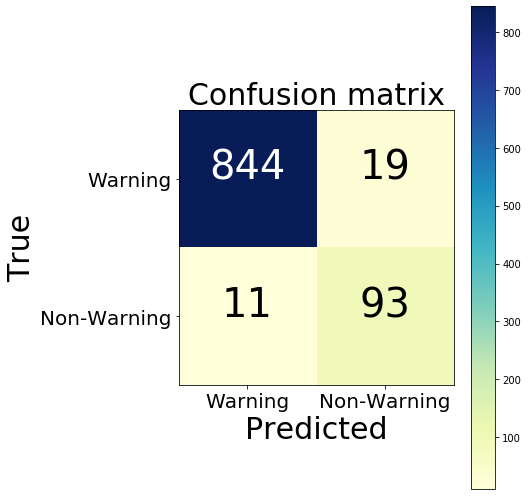 Confusion matrix
True
Warning
844 19
Non-Warning
11 93
Warning Non-Warning
Predicted
800
700
600
500
400
300
200
100